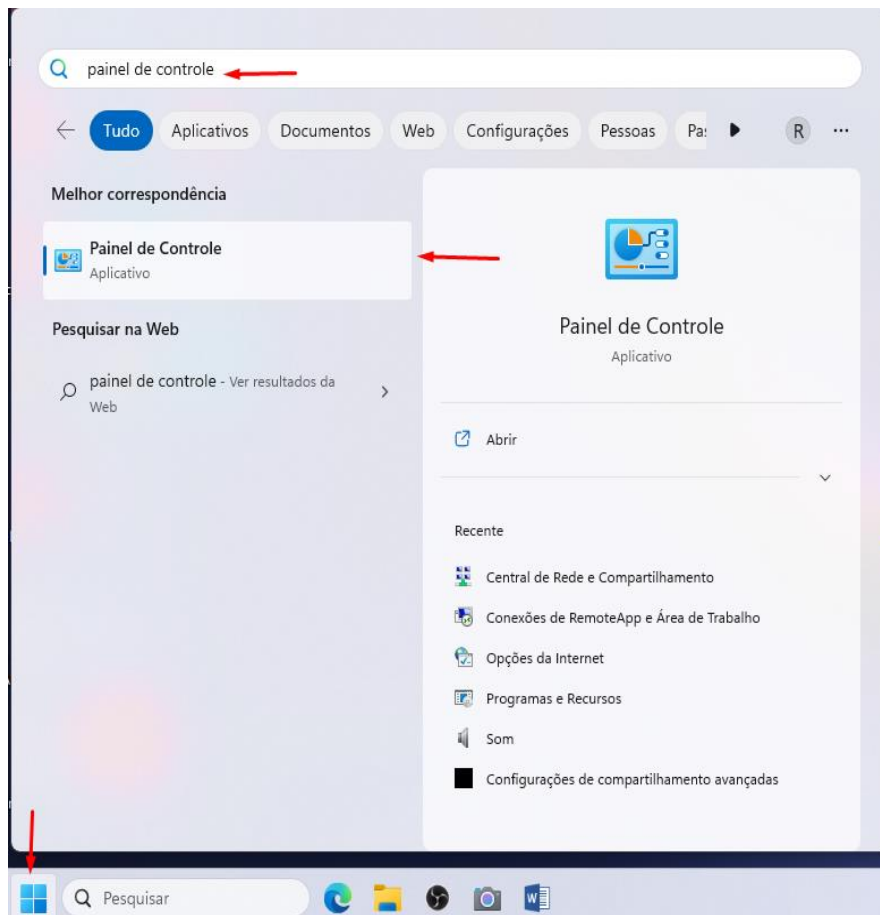 painel de controle
Tudo Aplicativos Documentos Web Configurações Pessoas Pas R ...
Melhor correspondência
Painel de Controle
Aplicativo
Pesquisar na Web
painel de controle - Ver resultados da
Web
Painel de Controle
Aplicativo
Abrir
Recente
Central de Rede e Compartilhamento
Conexões de RemoteApp e Área de Trabalho
Opções da Internet
Programas e Recursos
Som
Configurações de compartilhamento avançadas
Pesquisar